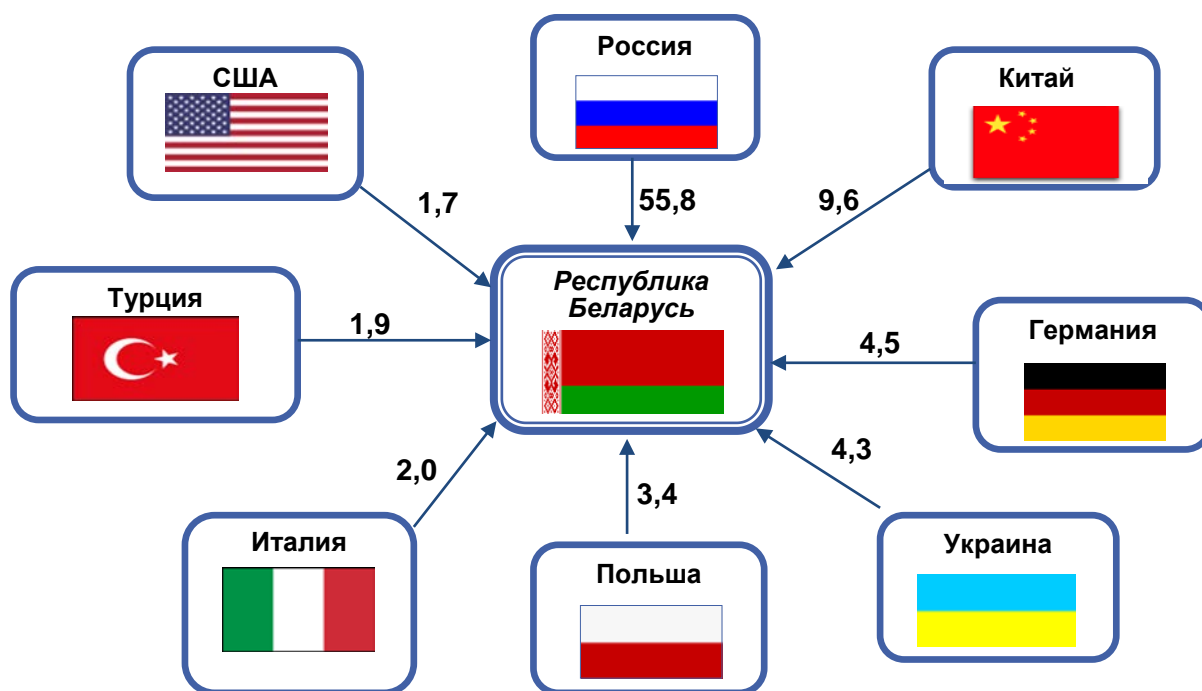 Россия
США
Китай
1,7
55,8
9,6
Республика
Беларусь
Турция
1,9
4,5
Германия
2,0
3,4
4,3
Италия
Польша
Украина